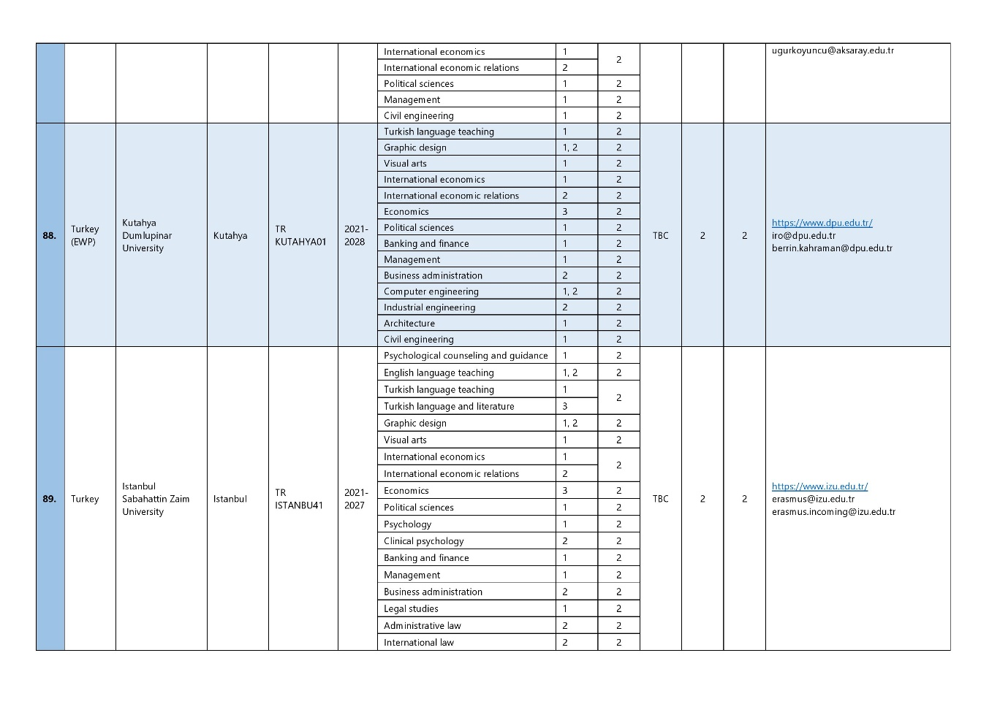 International economics 1 2 ugurkoyuncu@aksaray.edu.tr
International economic relations 2
Political sciences 1 2
Management 1 2
Civil engineering 1 2
88.
Turkey
(EWP)
Kutahya
Dumlupinar
University
Kutahya
TR
KUTAHYA01
2021-
2028
Turkish language teaching 1 2
Graphic design 1, 2 2
Visual arts 1 2
International economics 1 2
International economic relations 2 2
Economics 3 2
Political sciences 1 2
Banking and finance 1 2
Management 1 2
Business administration 2 2
Computer engineering 1, 2 2
Industrial engineering 2 2
Architecture 1 2
Civil engineering 1 2
TBC
2
2
https://www.dpu.edu.tr/
iro@dpu.edu.tr
berrin.kahraman@dpu.edu.tr
89.
Turkey
Istanbul
Sabahattin Zaim
University
Istanbul
TR
ISTANBU41
2021-
2027
Psychological counseling and guidance 1 2
English language teaching 1, 2 2
Turkish language teaching 1 2
Turkish language and literature 3
Graphic design 1, 2 2
Visual arts 1 2
International economics 1 2
International economic relations 2
Economics 3 2
Political sciences 1 2
Psychology 1 2
Clinical psychology 2 2
Banking and finance 1 2
Management 1 2
Business administration 2 2
Legal studies 1 2
Administrative law 2 2
International law 2 2
TBC
2
2
https://www.izu.edu.tr/
erasmus@izu.edu.tr
erasmus.incoming@izu.edu.tr